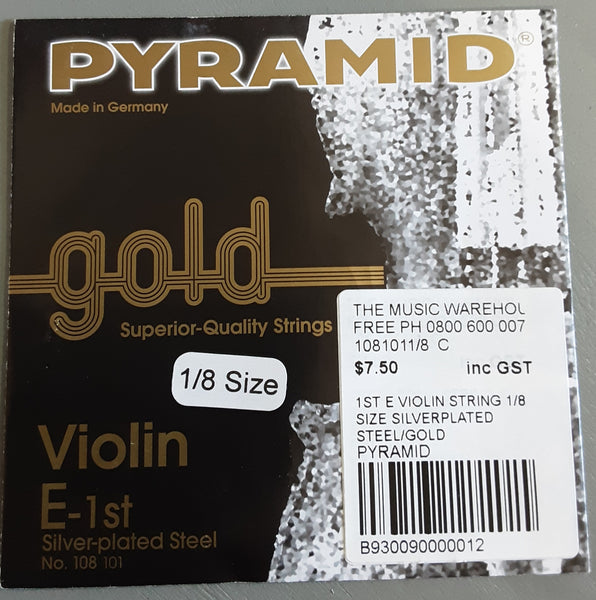 PYRAMID®
Made in Germany
gold
Superior-Quality Strings
1/8 Size
Violin
E-1st
Silver-plated Steel
No. 108 101
THE MUSIC WAREHOU
FREE PH 0800 600 007
1081011/8 C
$7.50 inc GST
1ST E VIOLIN STRING 1/8
SIZE SILVERPLATED
STEEL/GOLD
PYRAMID
B930090000012